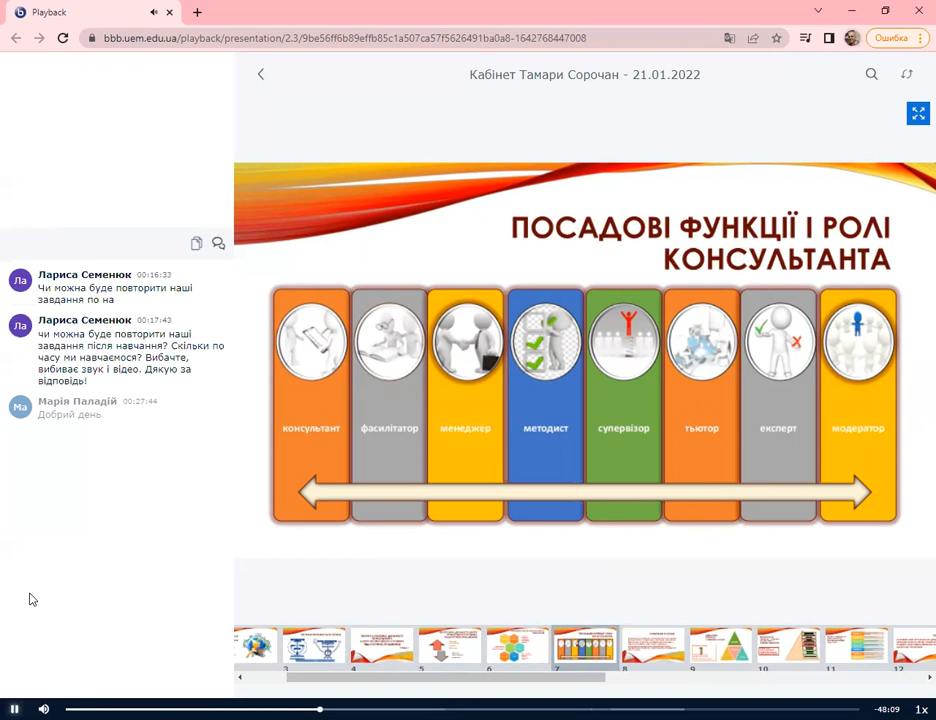 Playback
bbb.uem.edu.ua/playback/presentation/2.3/9be56ff6b89effb85c1a507ca57f5626491ba0a8-1642768447008
Ошибка
Кабінет Тамари Сорочан - 21.01.2022
Ла
Лариса Семенюк 00:16:33
Чи можна буде повторити наші
завдання по на
Ла
Лариса Семенюк 00:17:43
чи можна буде повторити наші
завдання після навчання? Скільки по
часу ми навчаємося? Вибачте,
вибиває звук і відео. Дякую за
відповідь!
Ма
Марія Паладій 00:27:44
Добрий день
ПОСАДОВІ ФУНКЦІЇ І РОЛІ
КОНСУЛЬТАНТА
консультант фасилітатор менеджер методист супервізор тьютор експерт модератор
3 4 5 6 7 8 9 10 11 12
-48:09 1x